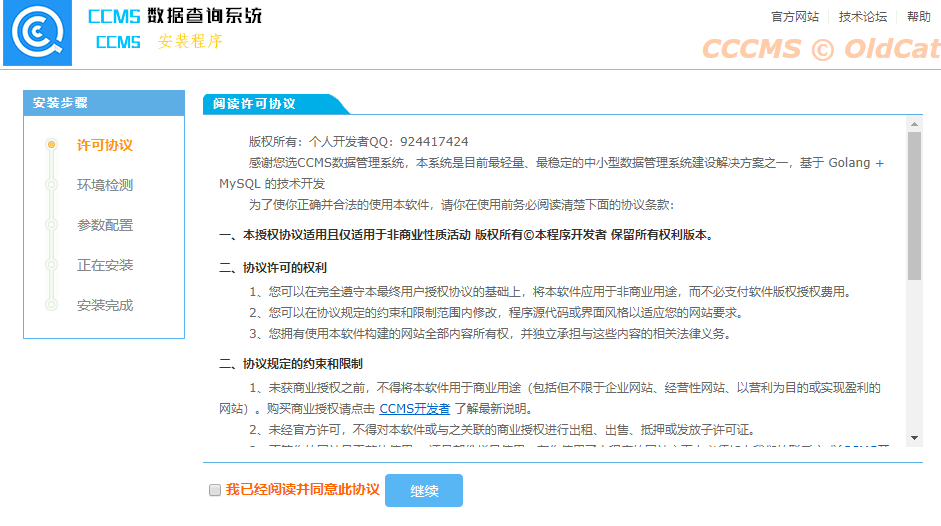 CCMS 数据查询系统
CCMS 安装程序
官方网站 技术论坛 帮助
CCCMS © OldCat
安装步骤
许可协议
环境检测
参数配置
正在安装
安装完成
阅读许可协议
版权所有：个人开发者QQ：924417424
感谢您选CCMS数据管理系统，本系统是目前最轻量、最稳定的中小型数据管理系统建设解决方案之一，基于 Golang +
MySQL 的技术开发
为了使你正确并合法的使用本软件，请你在使用前务必阅读清楚下面的协议条款：
一、本授权协议适用且仅适用于非商业性质活动 版权所有©本程序开发者 保留所有权利版本。
二、协议许可的权利
1、您可以在完全遵守本最终用户授权协议的基础上，将本软件应用于非商业用途，而不必支付软件版权授权费用。
2、您可以在协议规定的约束和限制范围内修改，程序源代码或界面风格以适应您的网站要求。
3、您拥有使用本软件构建的网站全部内容所有权，并独立承担与这些内容的相关法律义务。
二、协议规定的约束和限制
1、未获商业授权之前，不得将本软件用于商业用途（包括但不限于企业网站、经营性网站、以营利为目的或实现盈利的
网站）。购买商业授权请点击 CCMS开发者 了解最新说明。
2、未经官方许可，不得对本软件或与之关联的商业授权进行出租、出售、抵押或发放子许可证。
我已经阅读并同意此协议 继续